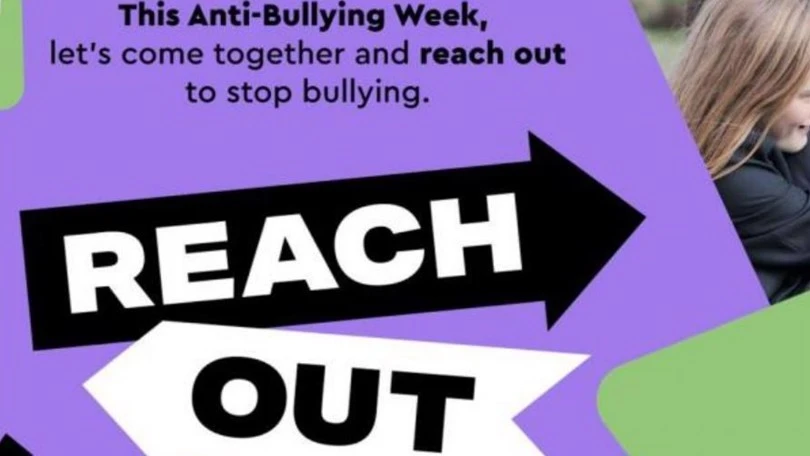 This Anti-Bullying Week,
let's come together and reach out
to stop bullying.
REACH
OUT